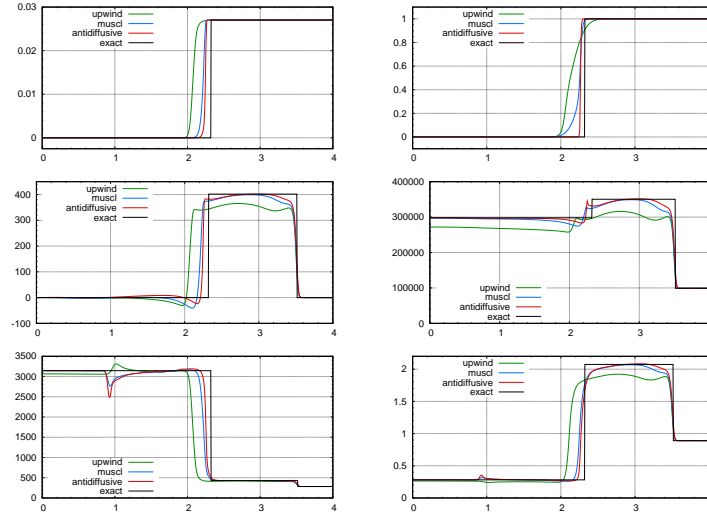 0.03
0.02
0.01
0
0 1 2 3 4
upwind
muscl
antidiffusive
exact
1
0.8
0.6
0.4
0.2
0
0 1 2 3
upwind
muscl
antidiffusive
exact
400
300
200
100
0
-100
0 1 2 3 4
upwind
muscl
antidiffusive
exact
400000
300000
200000
100000
0
0 1 2 3
upwind
muscl
antidiffusive
exact
3500
3000
2500
2000
1500
1000
500
0
0 1 2 3 4
upwind
muscl
antidiffusive
exact
2
1.5
1
0.5
0
0 1 2 3
upwind
muscl
antidiffusive
exact